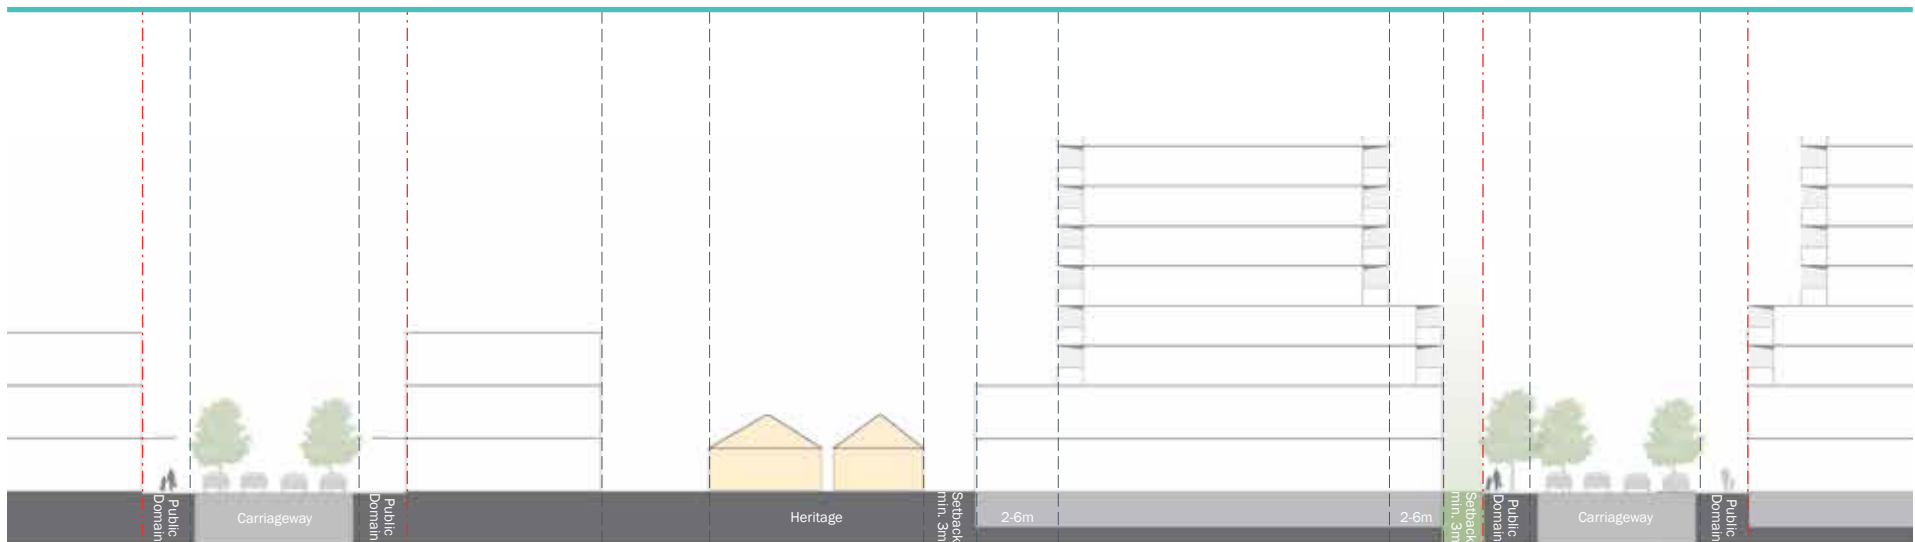 Public
Domain
Carriageway
Public
Domain
Heritage
Setback
min. 3m
2-6m
2-6m
Setback
min. 3m
Public
Domain
Carriageway
Public
Domain